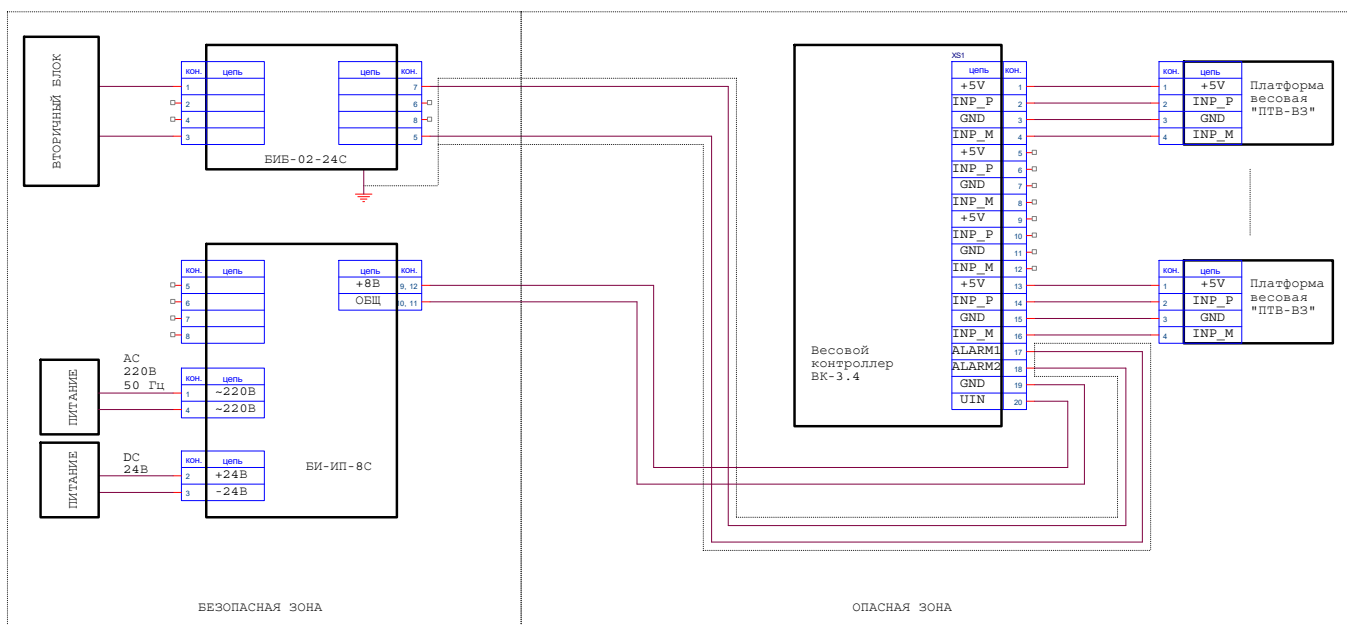 ВТОРИЧНЫЙ БЛОК
кон. цепь
1
2
4
3
цепь кон.
7
6
8
5
БИБ-02-24С
кон. цепь
5
6
7
8
цепь кон.
+8В 9, 12
ОБЩ 10, 11
ПИТАНИЕ
AC
220В
50 Гц
кон. цепь
1 ~220В
4 ~220В
ПИТАНИЕ
DC
24В
кон. цепь
2 +24В
3 -24В
БИ-ИП-8С
БЕЗОПАСНАЯ ЗОНА
XS1
цепь кон.
+5V 1
INP_P 2
GND 3
INP_M 4
+5V 5
INP_P 6
GND 7
INP_M 8
+5V 9
INP_P 10
GND 11
INP_M 12
+5V 13
INP_P 14
GND 15
INP_M 16
ALARM1 17
ALARM2 18
GND 19
UIN 20
Весовой
контроллер
ВК-3.4
кон. цепь
1 +5V
2 INP_P
3 GND
4 INP_M
Платформа
весовая
"ПТВ-ВЗ"
кон. цепь
1 +5V
2 INP_P
3 GND
4 INP_M
Платформа
весовая
"ПТВ-ВЗ"
ОПАСНАЯ ЗОНА